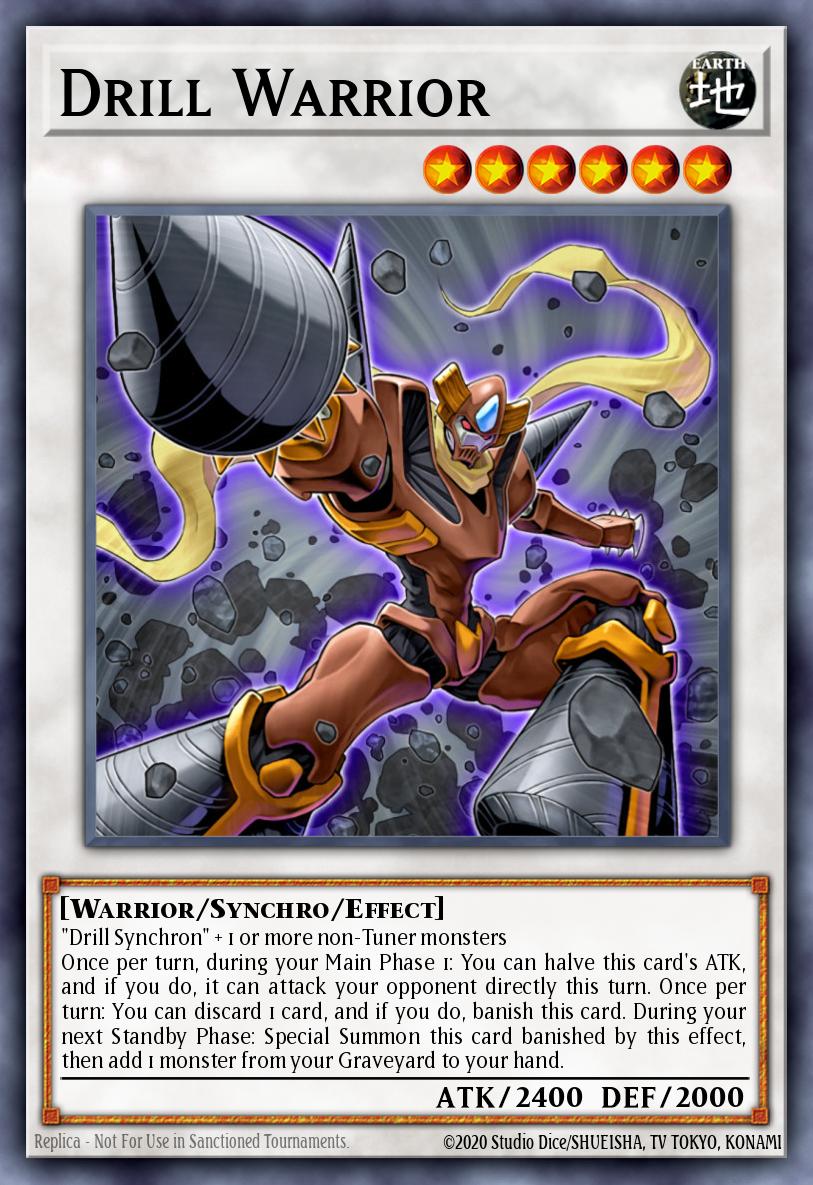 Drill Warrior
EARTH
地
[Warrior/Synchro/Effect]
"Drill Synchron" + 1 or more non-Tuner monsters
Once per turn, during your Main Phase 1: You can halve this card's ATK,
and if you do, it can attack your opponent directly this turn. Once per
turn: You can discard 1 card, and if you do, banish this card. During your
next Standby Phase: Special Summon this card banished by this effect,
then add 1 monster from your Graveyard to your hand.
ATK/2400 DEF/2000
Replica - Not For Use in Sanctioned Tournaments.
©2020 Studio Dice/SHUEISHA, TV TOKYO, KONAMI